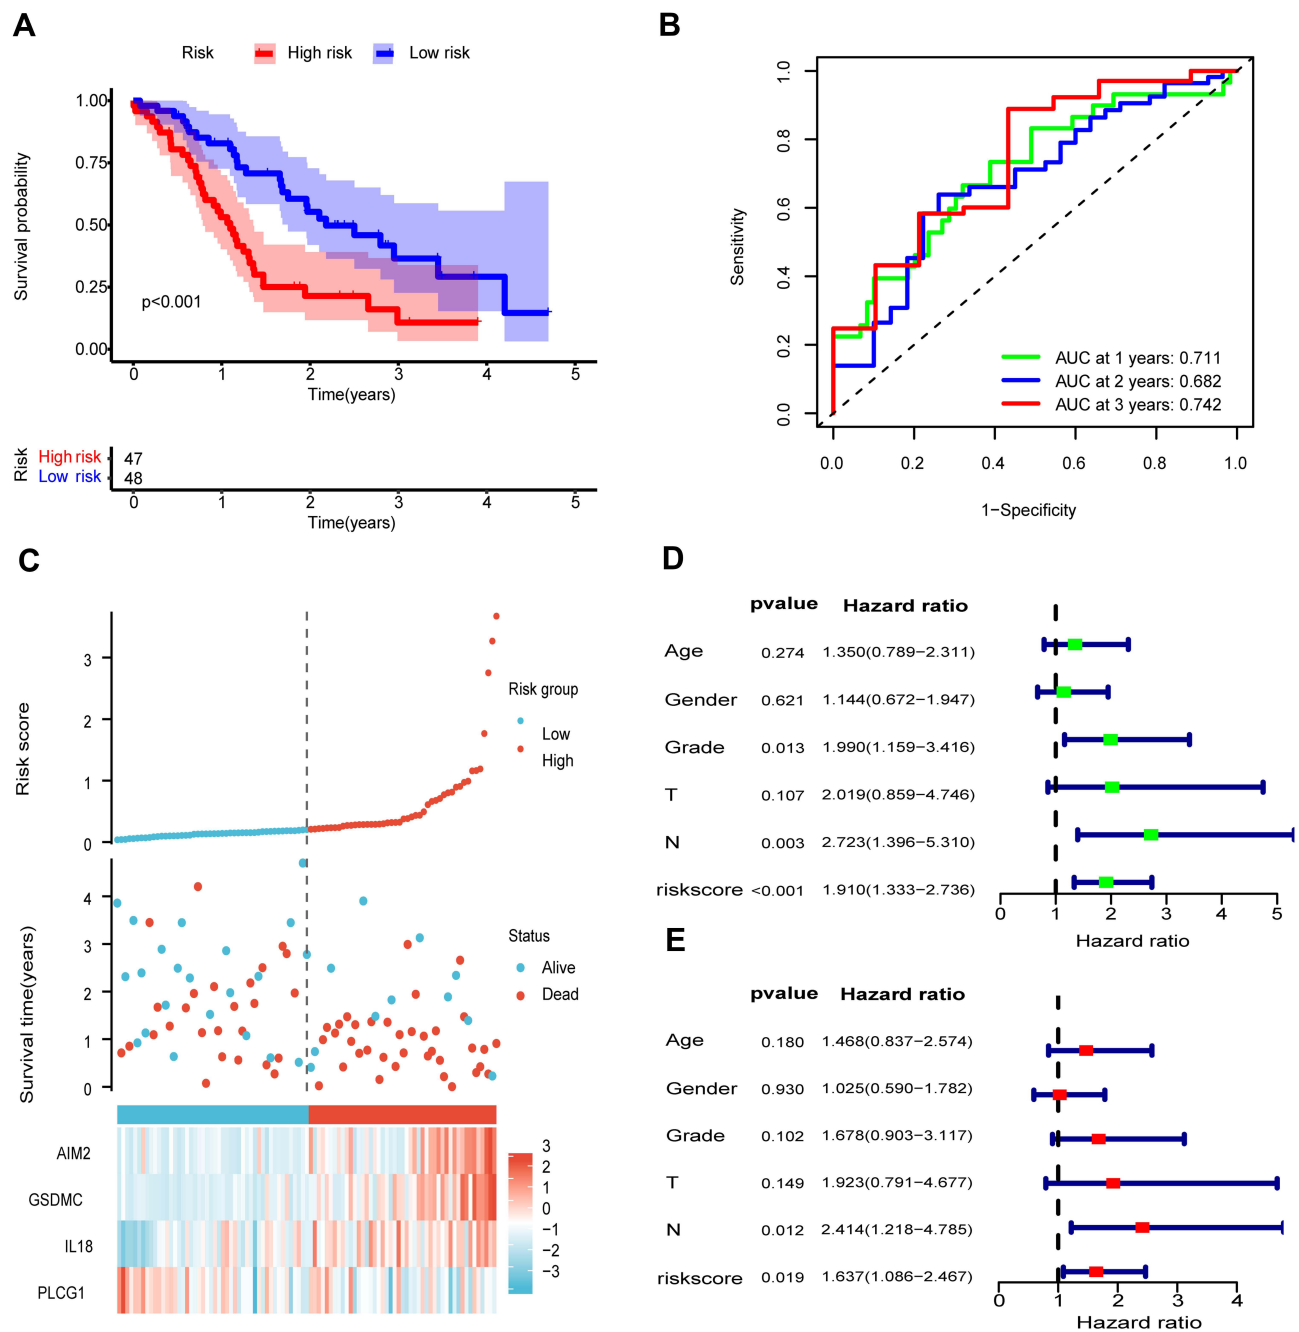 A
Risk High risk Low risk
Survival probability
1.00
0.75
0.50
0.25
0.00
p<0.001
0 1 2 3 4 5
Time(years)
Risk
High risk 47
Low risk 48
0 1 2 3 4 5
Time(years)
B
Sensitivity
1.0
0.8
0.6
0.4
0.2
0.0
AUC at 1 years: 0.711
AUC at 2 years: 0.682
AUC at 3 years: 0.742
0.0 0.2 0.4 0.6 0.8 1.0
1−Specificity
C
Risk score
3
2
1
0
Risk group
Low
High
Survival time(years)
4
3
2
1
0
Status
Alive
Dead
AIM2
GSDMC
IL18
PLCG1
3
2
1
0
−1
−2
−3
D
pvalue Hazard ratio
Age 0.274 1.350(0.789−2.311)
Gender 0.621 1.144(0.672−1.947)
Grade 0.013 1.990(1.159−3.416)
T 0.107 2.019(0.859−4.746)
N 0.003 2.723(1.396−5.310)
riskscore <0.001 1.910(1.333−2.736)
0 1 2 3 4 5
Hazard ratio
E
pvalue Hazard ratio
Age 0.180 1.468(0.837−2.574)
Gender 0.930 1.025(0.590−1.782)
Grade 0.102 1.678(0.903−3.117)
T 0.149 1.923(0.791−4.677)
N 0.012 2.414(1.218−4.785)
riskscore 0.019 1.637(1.086−2.467)
0 1 2 3 4
Hazard ratio